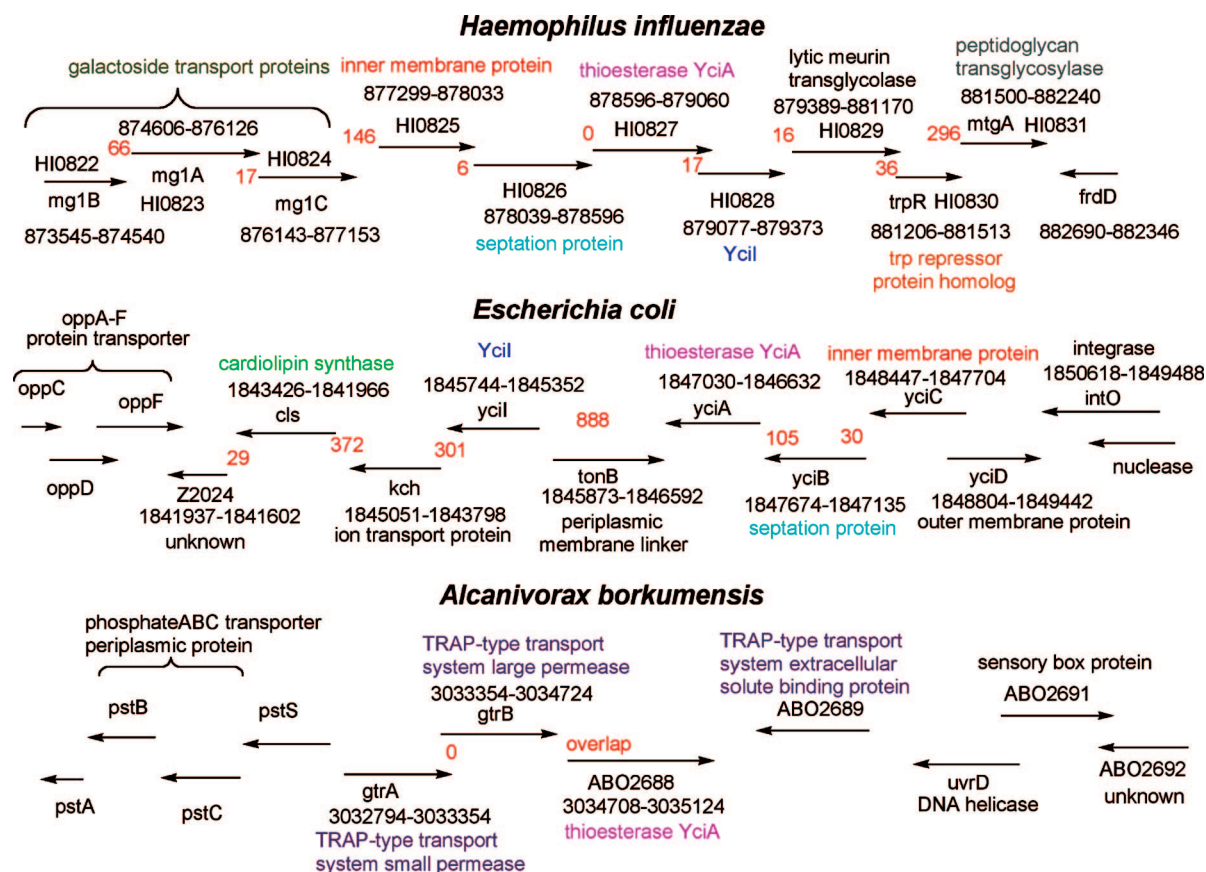 Haemophilus influenzae
galactoside transport proteins
874606-876126
HI0822
66
mg1B
873545-874540
mg1A
HI0823
17
HI0824
mg1C
876143-877153
inner membrane protein
877299-878033
146
HI0825
6
HI0826
878039-878596
septation protein
thioesterase YciA
878596-879060
0
HI0827
17
HI0828
879077-879373
YciI
lytic meurin
transglycolase
879389-881170
16
HI0829
36
trpR HI0830
881206-881513
trp repressor
protein homolog
peptidoglycan
transglycosylase
881500-882240
296
mtgA HI0831
frdD
882690-882346
Escherichia coli
oppA-F
protein transporter
oppC
oppF
oppD
cardiolipin synthase
1843426-1841966
cls
29
Z2024
1841937-1841602
unknown
372
YciI
1845744-1845352
yciI
301
kch
1845051-1843798
ion transport protein
888
tonB
1845873-1846592
periplasmic
membrane linker
thioesterase YciA
1847030-1846632
yciA
105
30
yciB
1847674-1847135
septation protein
inner membrane protein
1848447-1847704
yciC
yciD
1848804-1849442
outer membrane protein
integrase
1850618-1849488
intO
nuclease
Alcanivorax borkumensis
phosphateABC transporter
periplasmic protein
pstB
pstS
pstA
pstC
TRAP-type transport
system large permease
3033354-3034724
gtrB
0
gtrA
3032794-3033354
TRAP-type transport
system small permease
overlap
ABO2688
3034708-3035124
thioesterase YciA
TRAP-type transport
system extracellular
solute binding protein
ABO2689
uvrD
DNA helicase
sensory box protein
ABO2691
ABO2692
unknown